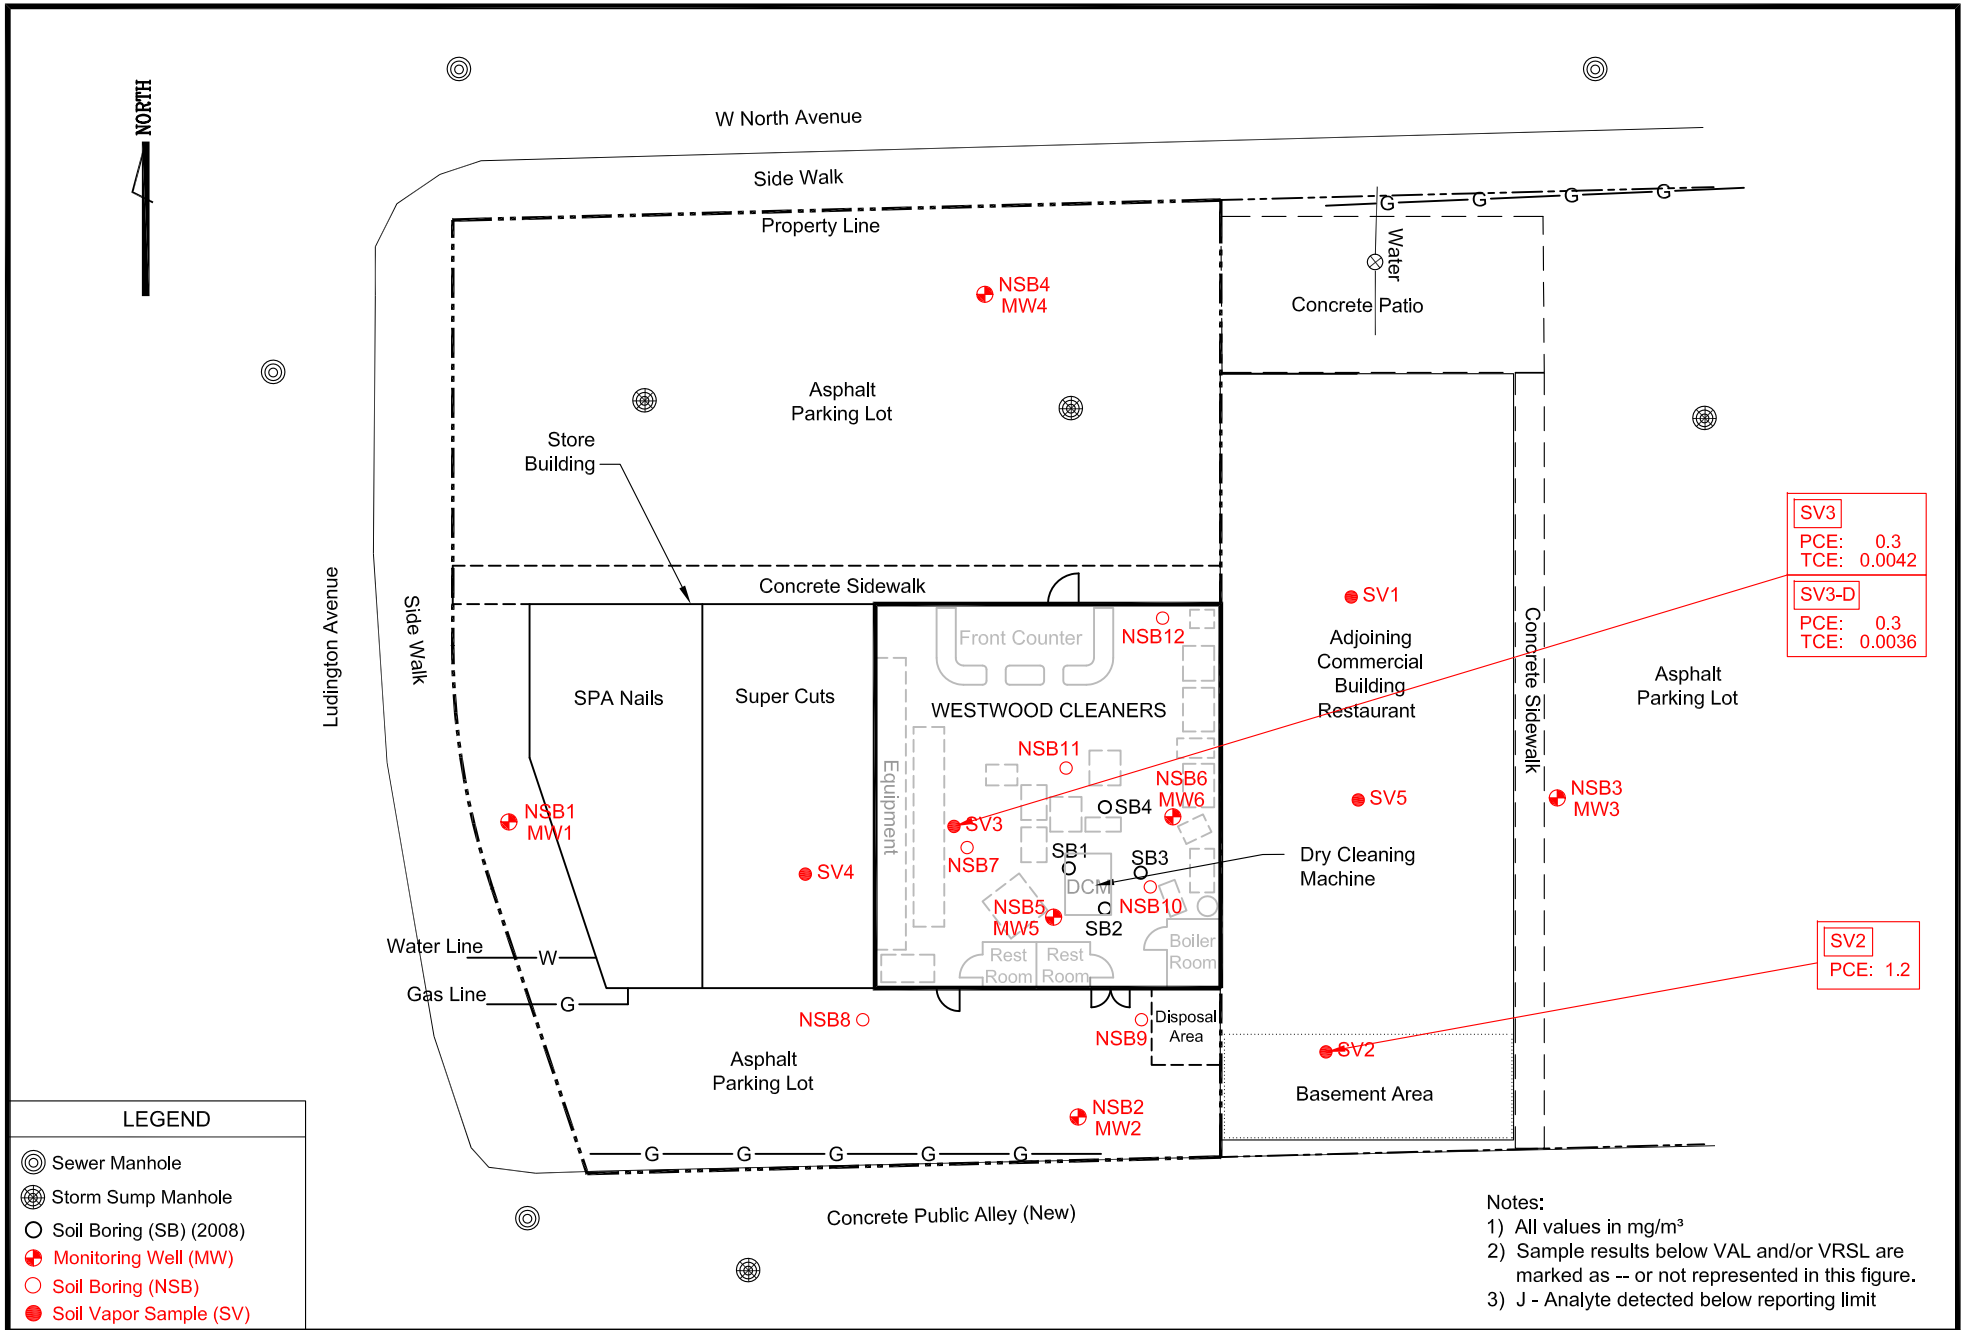 NORTH
W North Avenue
Side Walk
Property Line
G G G G
Water
Concrete Patio
NSB4
MW4
Asphalt
Parking Lot
Store
Building
Ludington Avenue
Side Walk
Concrete Sidewalk
SPA Nails
Super Cuts
Front Counter
NSB12
WESTWOOD CLEANERS
Equipment
NSB11
NSB6
MW6
SB4
SV3
NSB7
SB1
SB3
DCM
NSB10
NSB5
MW5
SB2
Rest
Room
Rest
Room
Boiler
Room
SV1
Adjoining
Commercial
Building
Restaurant
SV5
Dry Cleaning
Machine
Concrete Sidewalk
Asphalt
Parking Lot
NSB3
MW3
SV3
PCE: 0.3
TCE: 0.0042
SV3-D
PCE: 0.3
TCE: 0.0036
SV2
PCE: 1.2
NSB1
MW1
SV4
Water Line
W
Gas Line
G
NSB8
NSB9
Disposal
Area
SV2
Basement Area
Asphalt
Parking Lot
NSB2
MW2
G G G G G
Concrete Public Alley (New)
LEGEND
Sewer Manhole
Storm Sump Manhole
Soil Boring (SB) (2008)
Monitoring Well (MW)
Soil Boring (NSB)
Soil Vapor Sample (SV)
Notes:
1) All values in mg/m³
2) Sample results below VAL and/or VRSL are
marked as -- or not represented in this figure.
3) J - Analyte detected below reporting limit